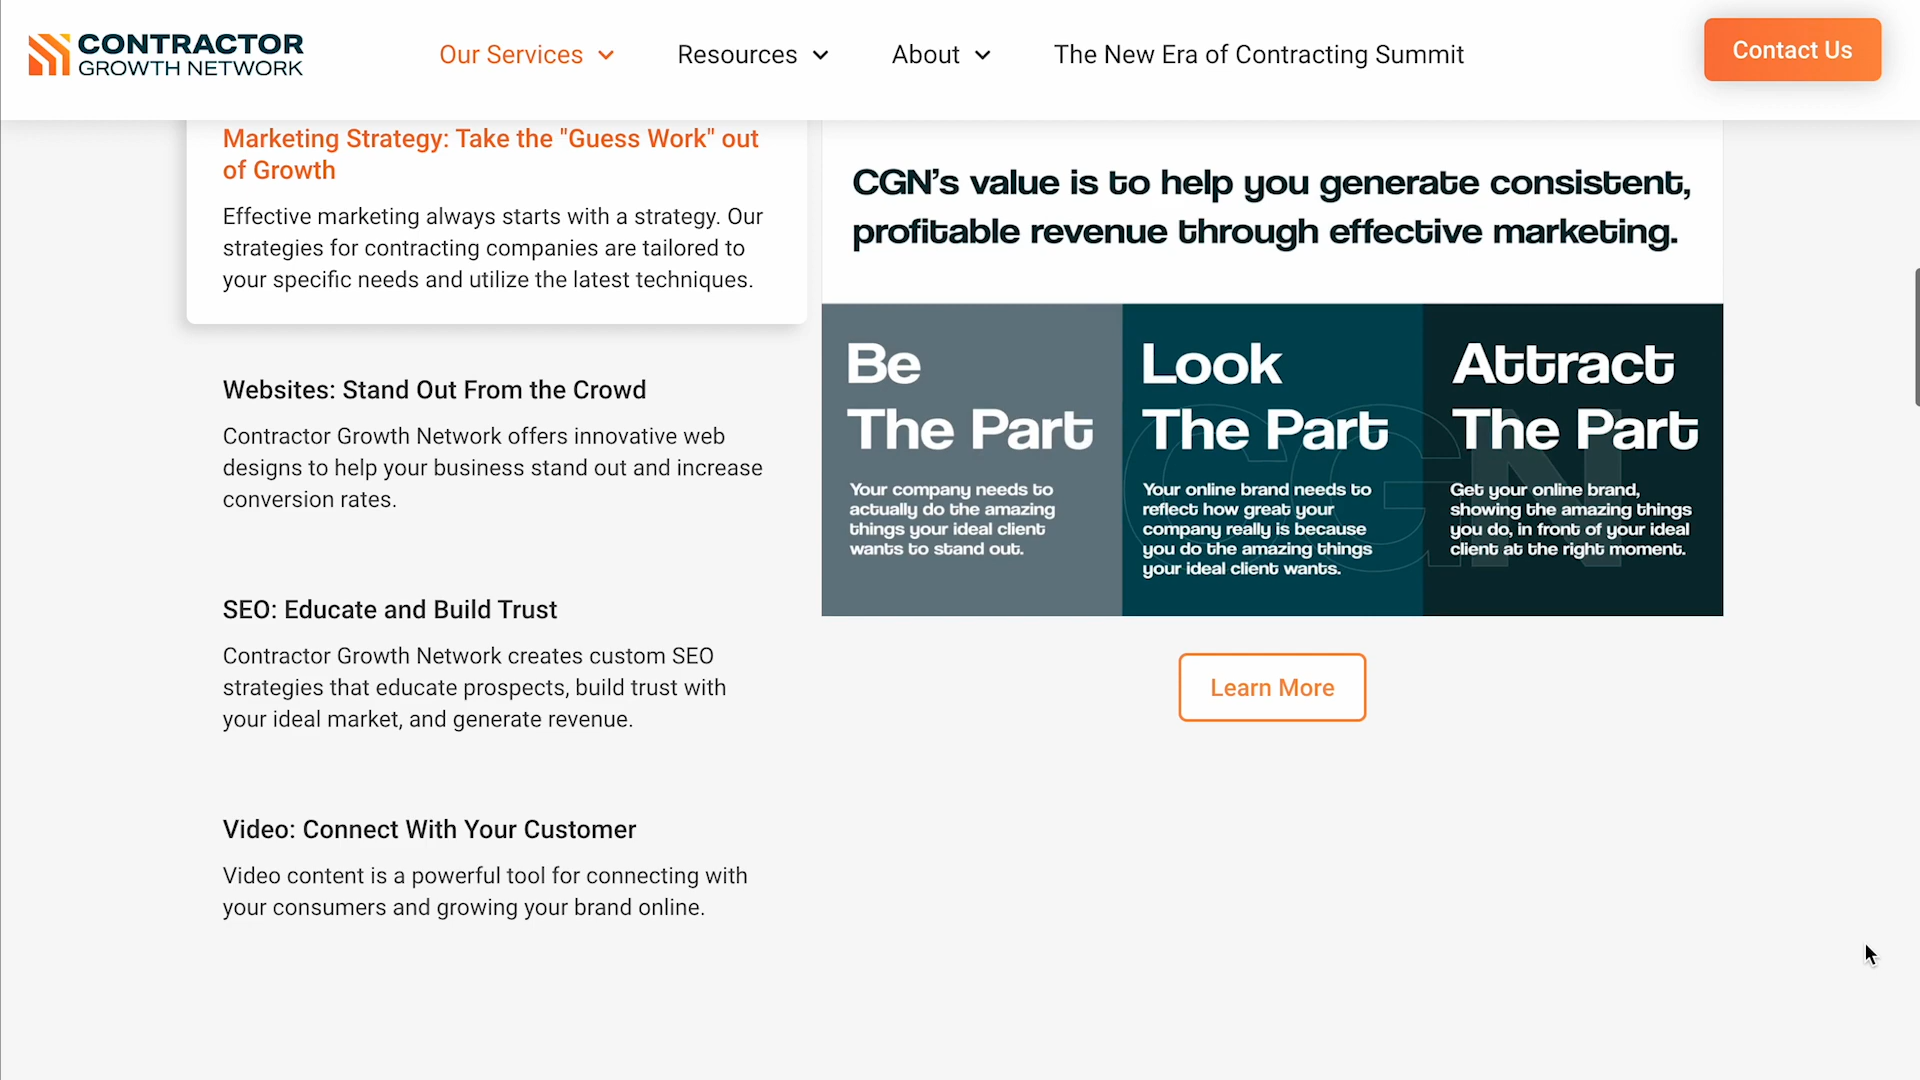 CONTRACTOR
GROWTH NETWORK
Our Services
Resources
About
The New Era of Contracting Summit
Contact Us
Marketing Strategy: Take the "Guess Work" out
of Growth
Effective marketing always starts with a strategy. Our
strategies for contracting companies are tailored to
your specific needs and utilize the latest techniques.
Websites: Stand Out From the Crowd
Contractor Growth Network offers innovative web
designs to help your business stand out and increase
conversion rates.
SEO: Educate and Build Trust
Contractor Growth Network creates custom SEO
strategies that educate prospects, build trust with
your ideal market, and generate revenue.
Video: Connect With Your Customer
Video content is a powerful tool for connecting with
your consumers and growing your brand online.
CGN's value is to help you generate consistent,
profitable revenue through effective marketing.
Be
The Part
Your company needs to
actually do the amazing
things your ideal client
wants to stand out.
Look
The Part
Your online brand needs to
reflect how great your
company really is because
you do the amazing things
your ideal client wants.
Attract
The Part
Get your online brand,
showing the amazing things
you do, in front of your ideal
client at the right moment.
CGN
Learn More